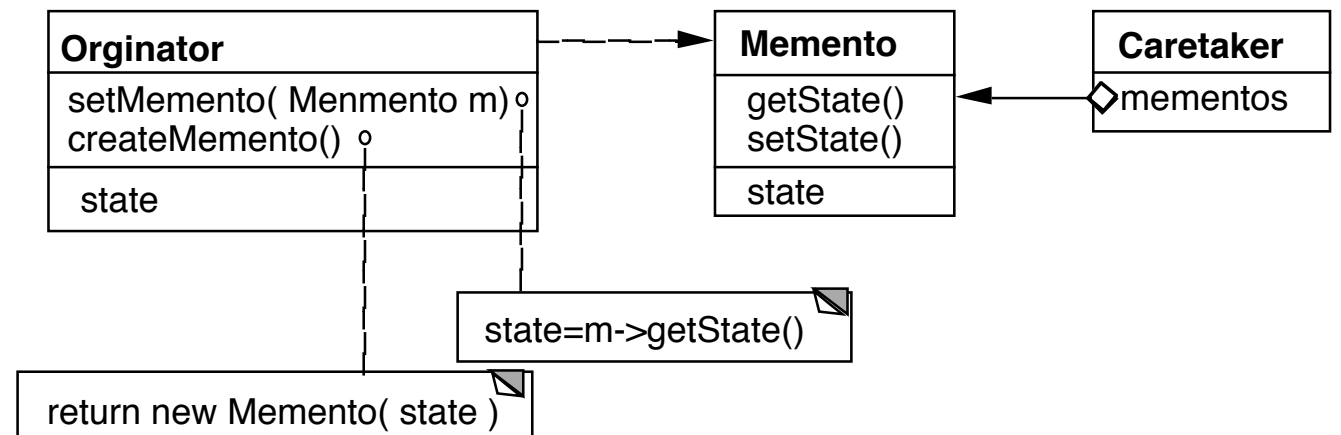 Orginator
setMemento( Menmento m)
createMemento()
state
Memento
getState()
setState()
state
Caretaker
mementos
state=m->getState()
return new Memento( state )